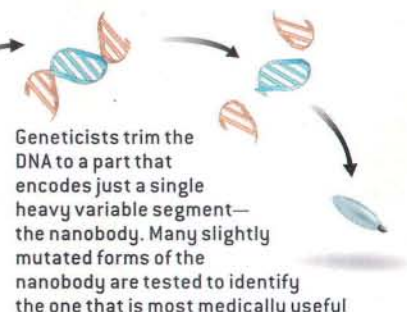 Geneticists trim the
DNA to a part that
encodes just a single
heavy variable segment—
the nanobody. Many slightly
mutated forms of the
nanobody are tested to identify
the one that is most medically useful